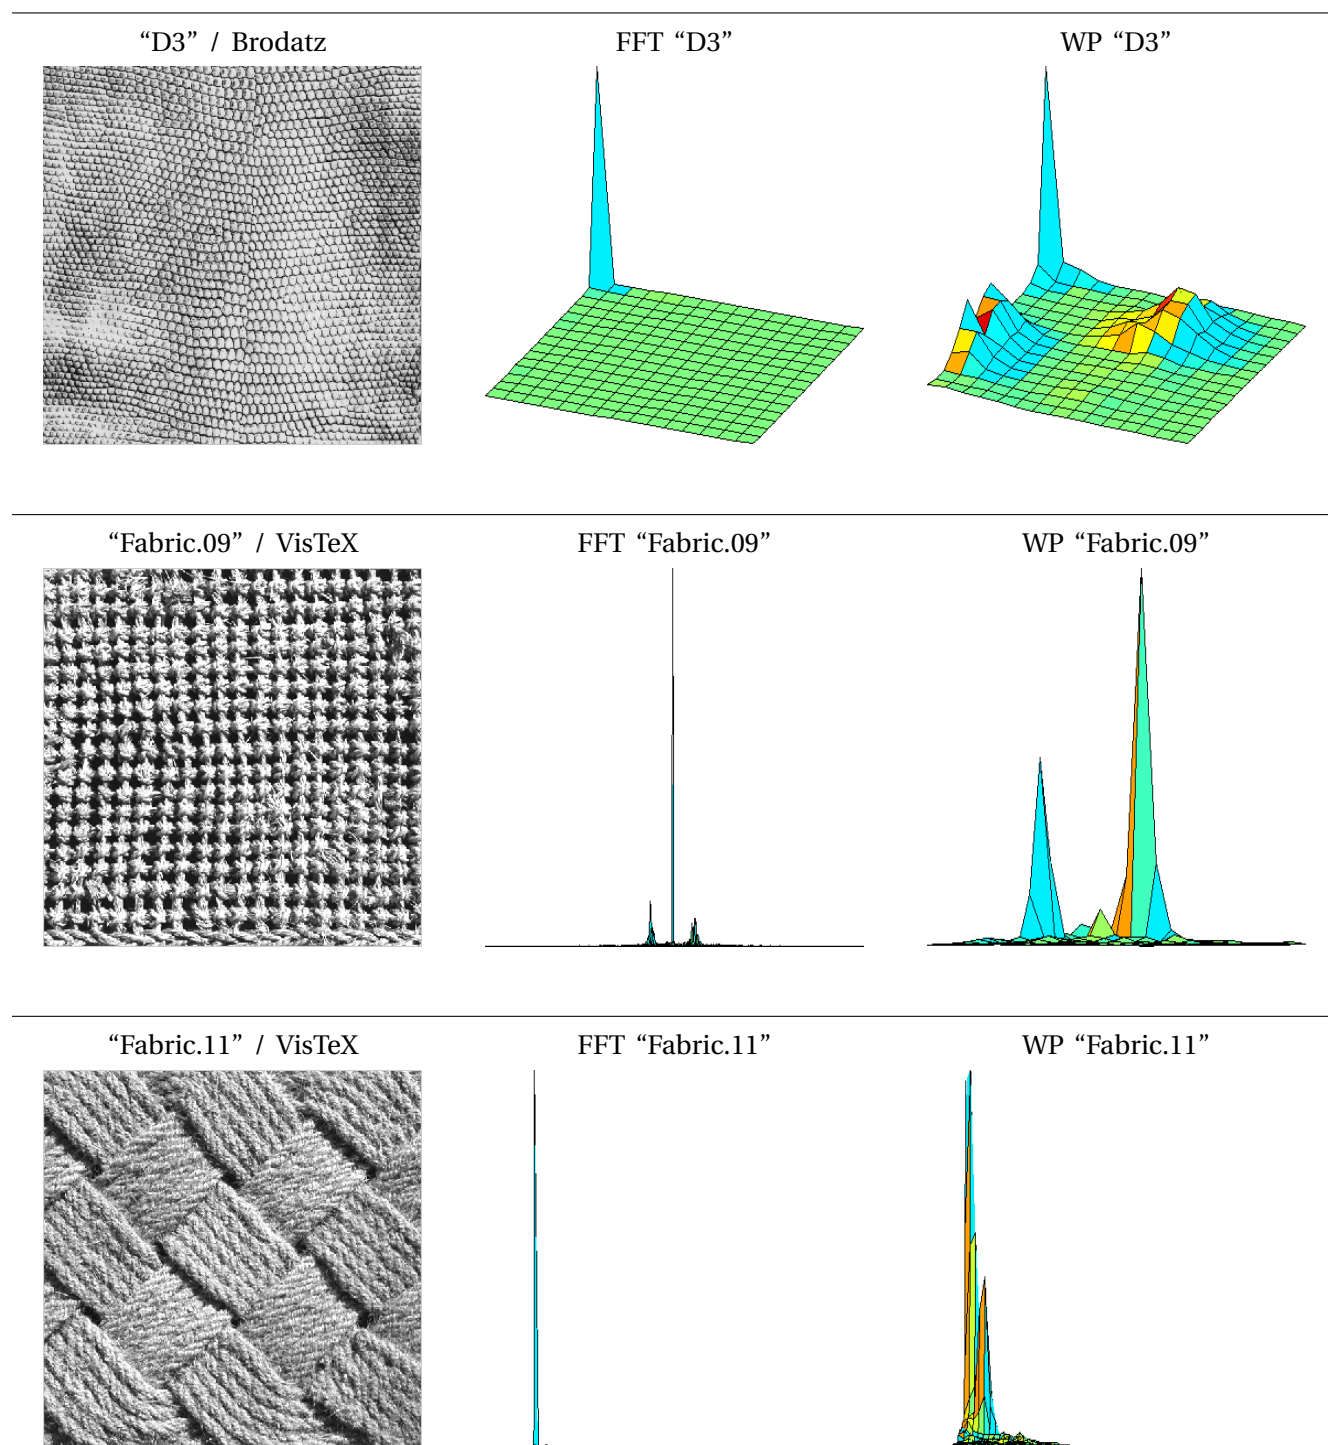 “D3” / Brodatz
FFT “D3”
WP “D3”
“Fabric.09” / VisTeX
FFT “Fabric.09”
WP “Fabric.09”
“Fabric.11” / VisTeX
FFT “Fabric.11”
WP “Fabric.11”